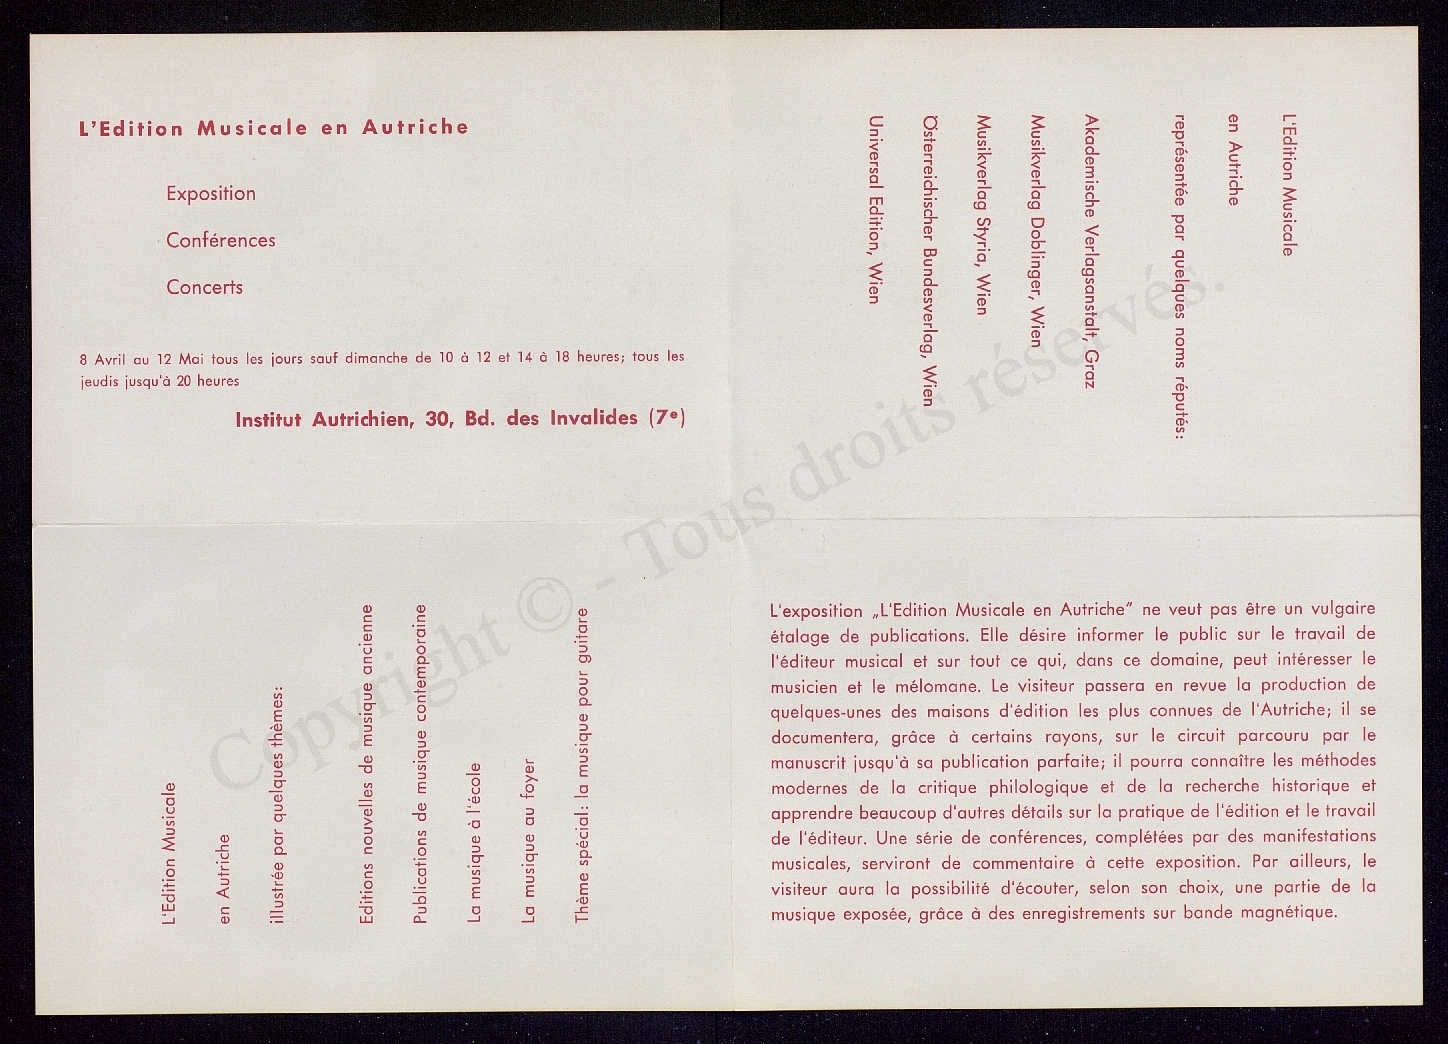 L'Edition Musicale en Autriche
Exposition
Conférences
Concerts
8 Avril au 12 Mai tous les jours sauf dimanche de 10 à 12 et 14 à 18 heures; tous les
jeudis jusqu'à 20 heures
Institut Autrichien, 30, Bd. des Invalides (7e)
L'Edition Musicale
en Autriche
représentée par quelques noms réputés:
Akademische Verlagsanstalt, Graz
Musikverlag Doblinger, Wien
Musikverlag Styria, Wien
Österreichischer Bundesverlag, Wien
Universal Edition, Wien
L'Edition Musicale
en Autriche
illustrée par quelques thèmes:
Editions nouvelles de musique ancienne
Publications de musique contemporaine
La musique à l'école
La musique au foyer
Thème spécial: la musique pour guitare
L'exposition „L'Edition Musicale en Autriche" ne veut pas être un vulgaire
étalage de publications. Elle désire informer le public sur le travail de
l'éditeur musical et sur tout ce qui, dans ce domaine, peut intéresser le
musicien et le mélomane. Le visiteur passera en revue la production de
quelques-unes des maisons d'édition les plus connues de l'Autriche; il se
documentera, grâce à certains rayons, sur le circuit parcouru par le
manuscrit jusqu'à sa publication parfaite; il pourra connaître les méthodes
modernes de la critique philologique et de la recherche historique et
apprendre beaucoup d'autres détails sur la pratique de l'édition et le travail
de l'éditeur. Une série de conférences, complétées par des manifestations
musicales, serviront de commentaire à cette exposition. Par ailleurs, le
visiteur aura la possibilité d'écouter, selon son choix, une partie de la
musique exposée, grâce à des enregistrements sur bande magnétique.
Copyright © - Tous droits réservés.